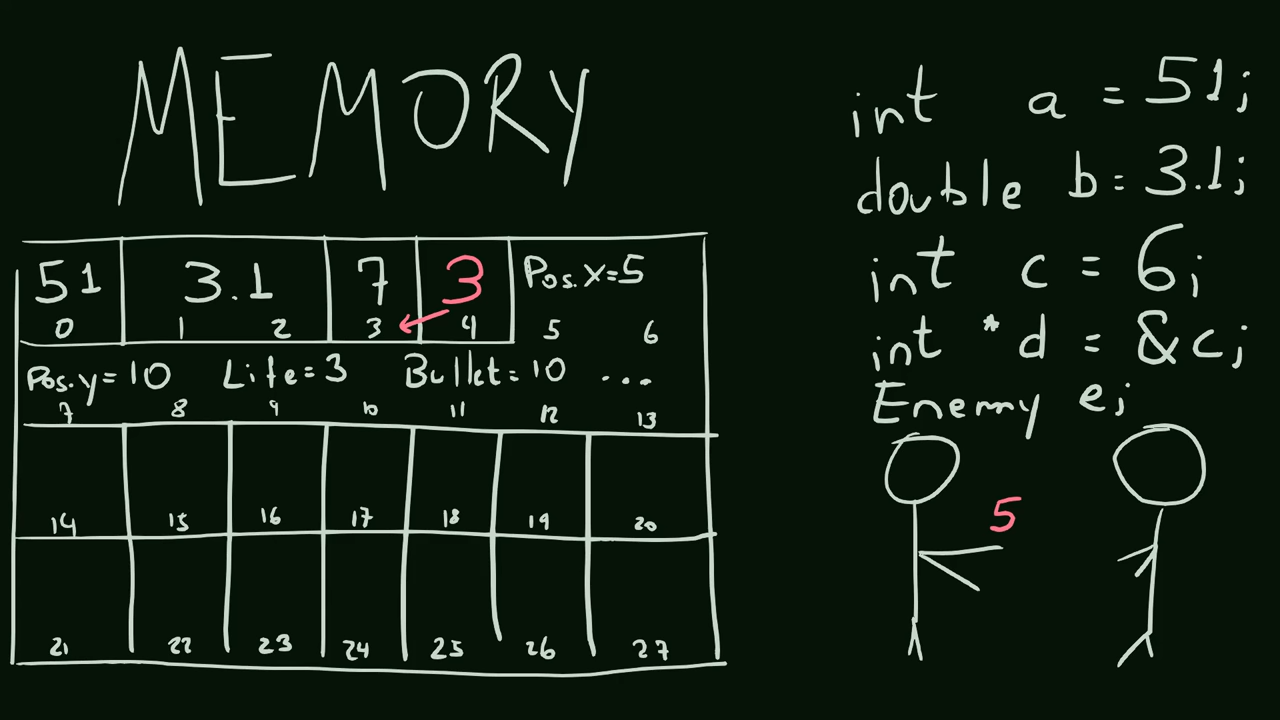 MEMORY
int a = 51;
double b = 3.1;
int c = 6;
int *d = &c;
Enemy e;
51 3.1 7 3 Pos.x=5
0 1 2 3 4 5 6
Pos.y=10 Life=3 Bullet=10 ...
7 8 9 10 11 12 13
14 15 16 17 18 19 20
21 22 23 24 25 26 27
5